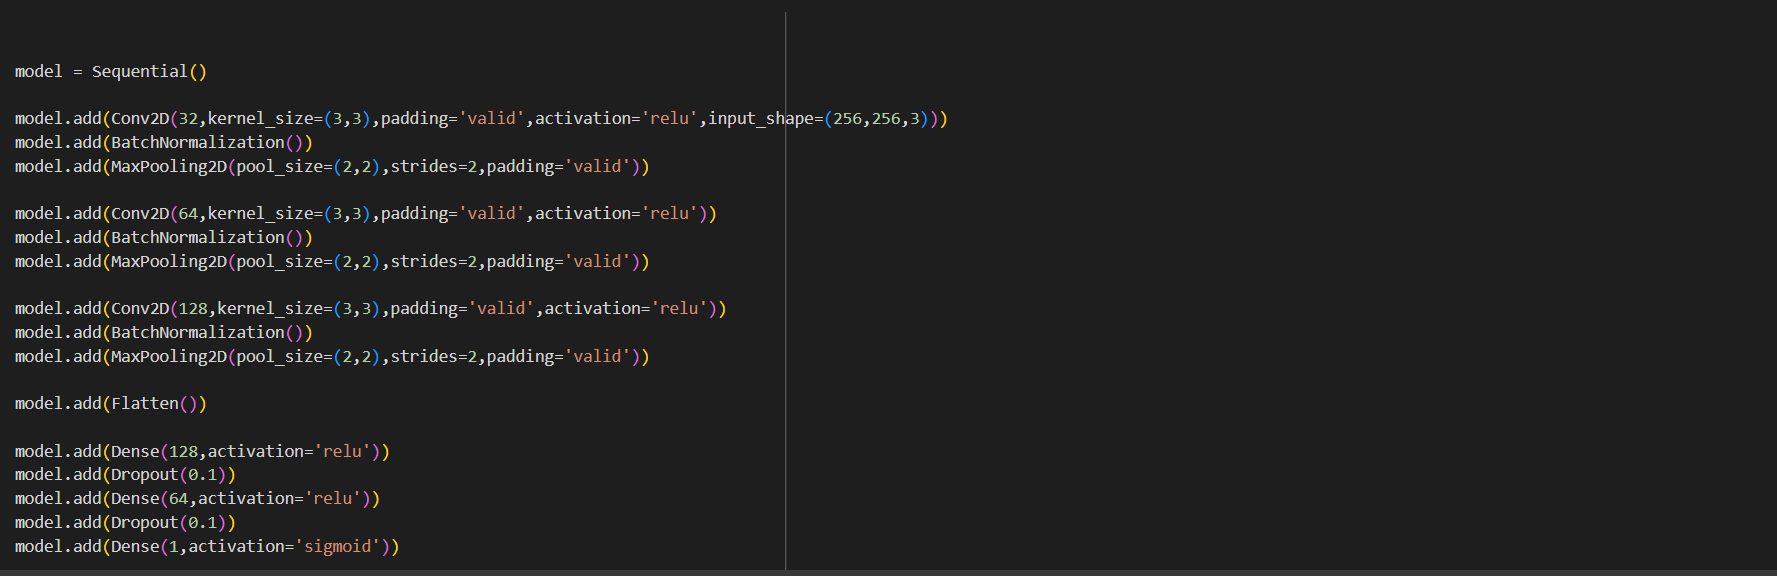 model = Sequential()
model.add(Conv2D(32,kernel_size=(3,3),padding='valid',activation='relu',input_shape=(256,256,3)))
model.add(BatchNormalization())
model.add(MaxPooling2D(pool_size=(2,2),strides=2,padding='valid'))
model.add(Conv2D(64,kernel_size=(3,3),padding='valid',activation='relu'))
model.add(BatchNormalization())
model.add(MaxPooling2D(pool_size=(2,2),strides=2,padding='valid'))
model.add(Conv2D(128,kernel_size=(3,3),padding='valid',activation='relu'))
model.add(BatchNormalization())
model.add(MaxPooling2D(pool_size=(2,2),strides=2,padding='valid'))
model.add(Flatten())
model.add(Dense(128,activation='relu'))
model.add(Dropout(0.1))
model.add(Dense(64,activation='relu'))
model.add(Dropout(0.1))
model.add(Dense(1,activation='sigmoid'))